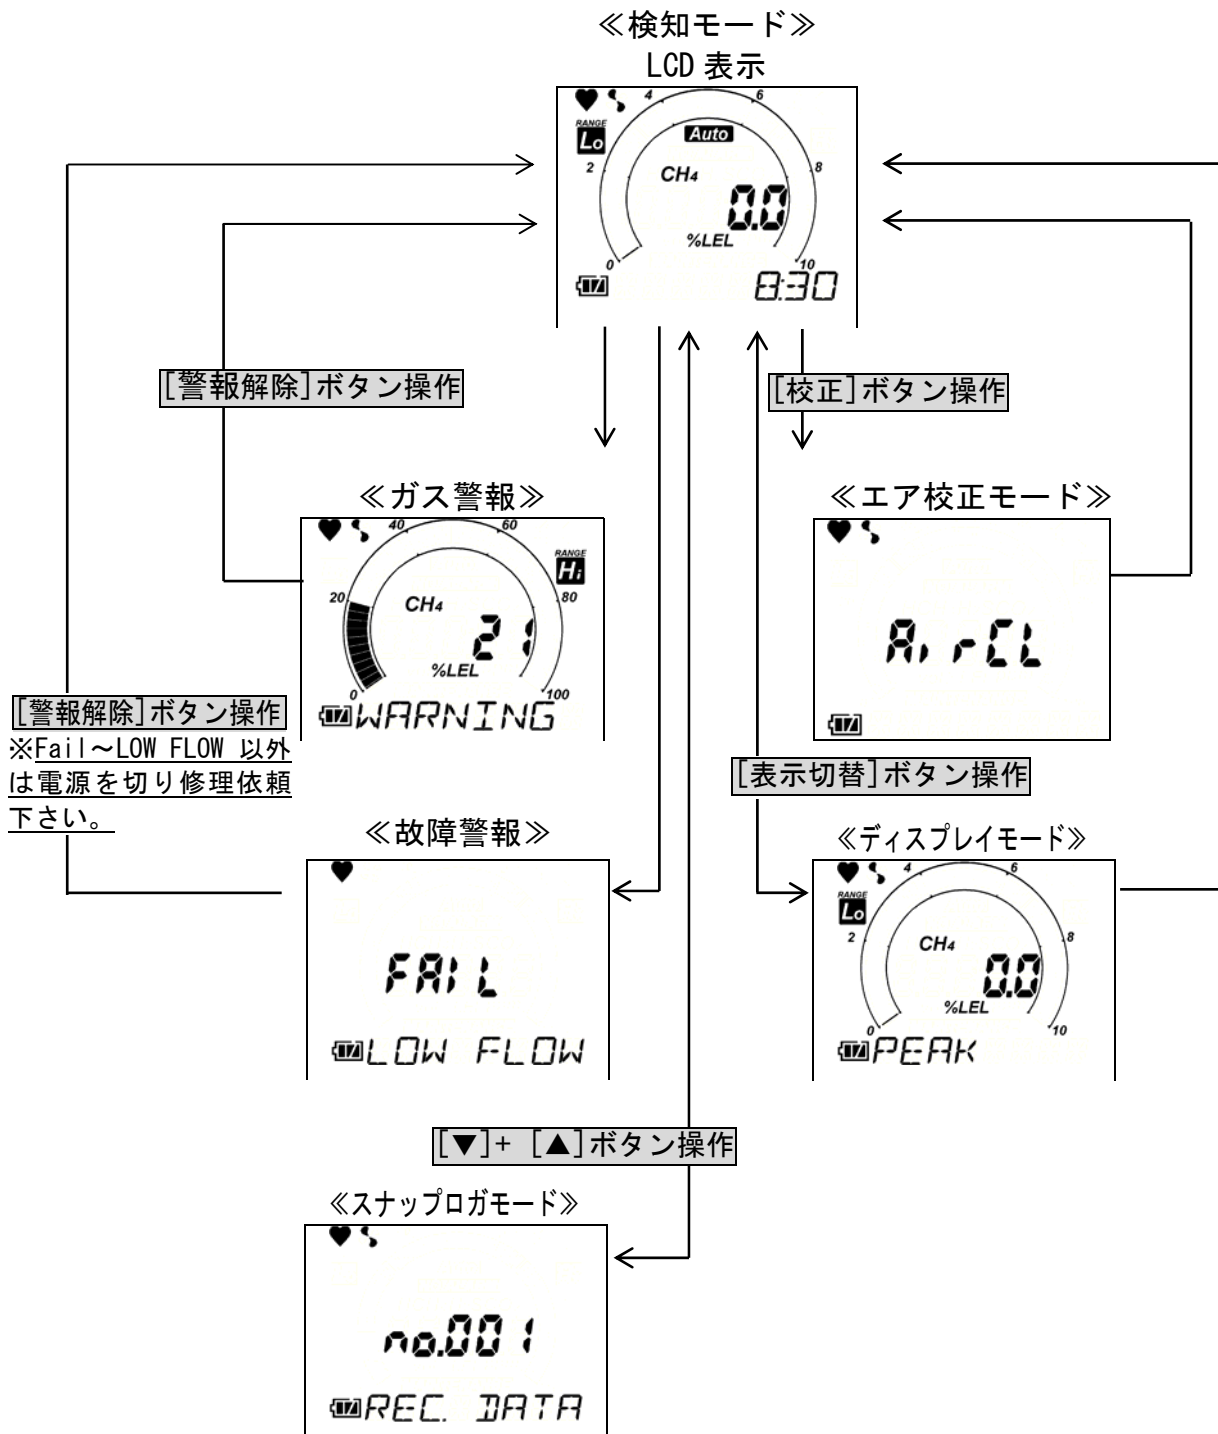 ≪検知モード≫
LCD 表示
4 6
RANGE
Lo
Auto
2 8
CH4
0.0
%LEL
0 10
8:30
[警報解除]ボタン操作
[校正]ボタン操作
≪ガス警報≫
40 60
RANGE
Hi
20 80
CH4
21
%LEL
0 100
WARNING
≪エア校正モード≫
AirCL
[警報解除]ボタン操作
※Fail～LOW FLOW 以外
は電源を切り修理依頼
下さい。
[表示切替]ボタン操作
≪故障警報≫
FAIL
LOW FLOW
≪ディスプレイモード≫
4 6
RANGE
Lo
2 8
CH4
0.0
%LEL
0 10
PEAK
[▼]+ [▲]ボタン操作
≪スナップロガモード≫
no.001
REC. DATA